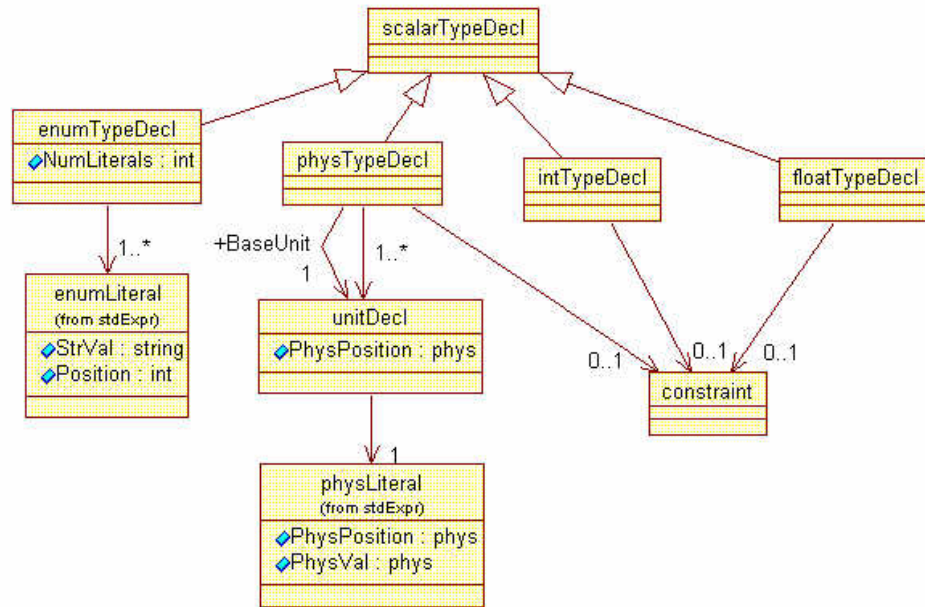 scalarTypeDecl
enumTypeDecl
NumLiterals : int
physTypeDecl
intTypeDecl
floatTypeDecl
+BaseUnit
1
1..*
1..*
enumLiteral
(from stdExpr)
StrVal : string
Position : int
unitDecl
PhysPosition : phys
0..1
0..1
0..1
constraint
1
physLiteral
(from stdExpr)
PhysPosition : phys
PhysVal : phys